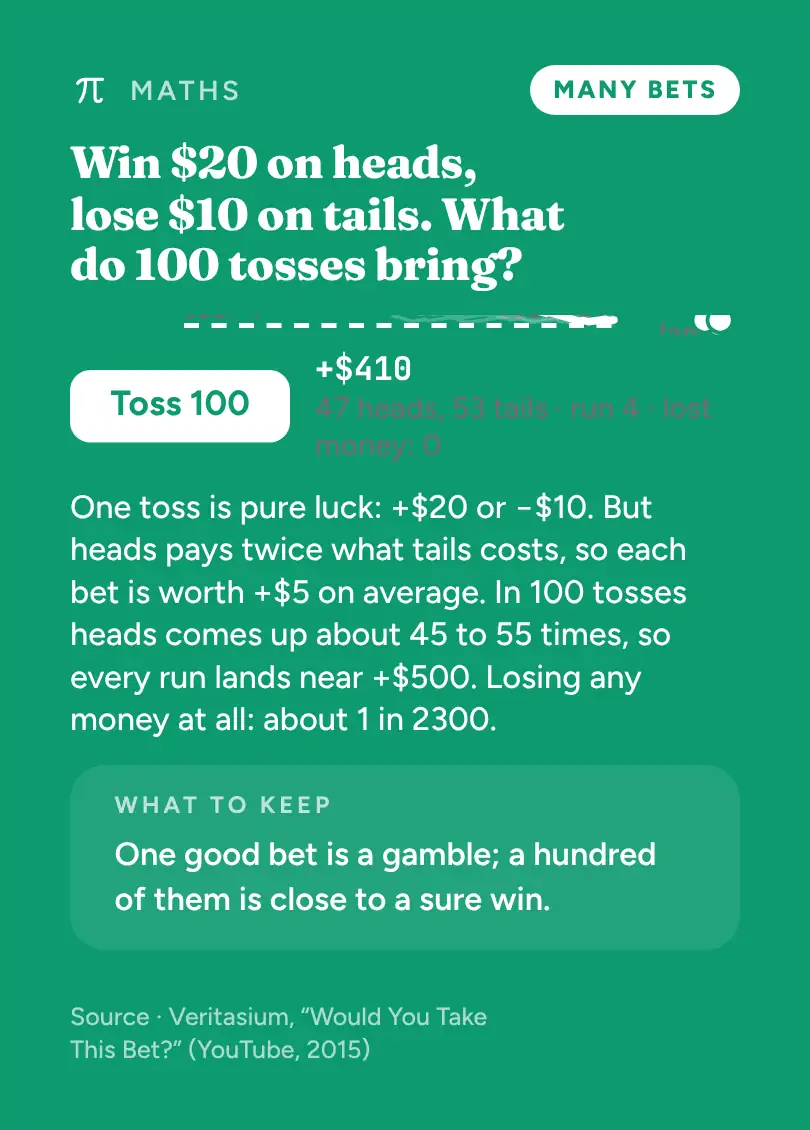 π MATHS
MANY BETS
Win $20 on heads,
lose $10 on tails. What
do 100 tosses bring?
Toss 100
+$410
47 heads, 53 tails · run 4 · lost
money: 0
One toss is pure luck: +$20 or −$10. But
heads pays twice what tails costs, so each
bet is worth +$5 on average. In 100 tosses
heads comes up about 45 to 55 times, so
every run lands near +$500. Losing any
money at all: about 1 in 2300.
WHAT TO KEEP
One good bet is a gamble; a hundred
of them is close to a sure win.
Source · Veritasium, “Would You Take
This Bet?” (YouTube, 2015)